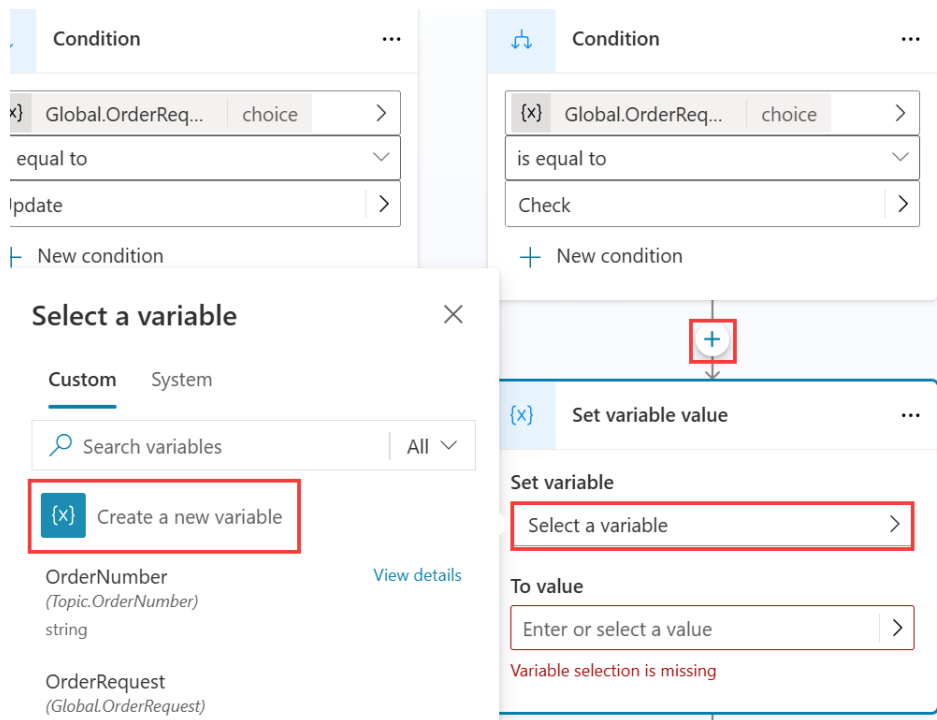 Condition
...
Global.OrderReq... choice
equal to
pdate
New condition
Condition
...
{x} Global.OrderReq... choice
is equal to
Check
New condition
Select a variable
Custom System
Search variables All
{x} Create a new variable
OrderNumber View details
(Topic.OrderNumber)
string
OrderRequest
(Global.OrderRequest)
{x} Set variable value
...
Set variable
Select a variable
To value
Enter or select a value
Variable selection is missing